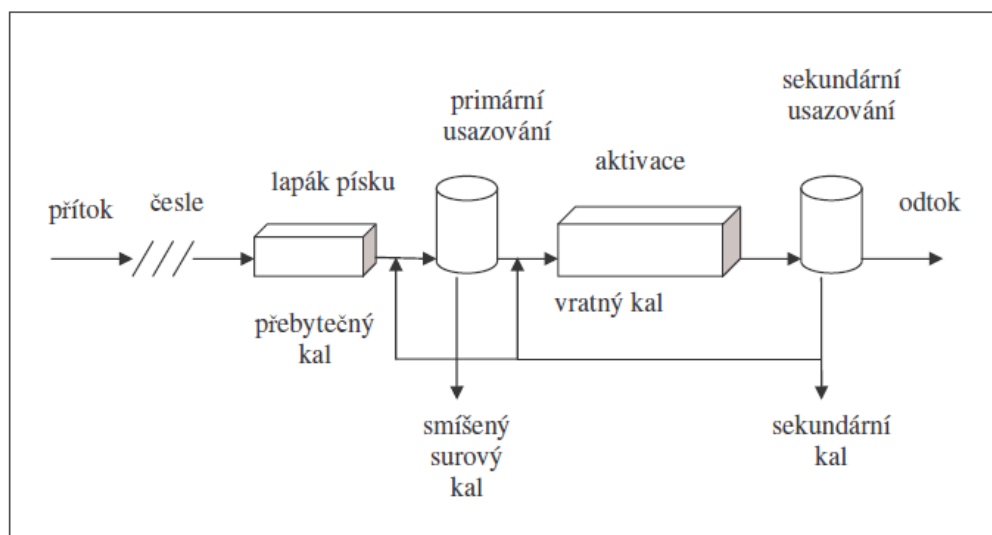 primární
usazování
sekundární
usazování
aktivace
lapák písku
přítok
česle
odtok
přebytečný
kal
vratný kal
smíšený
surový
kal
sekundární
kal